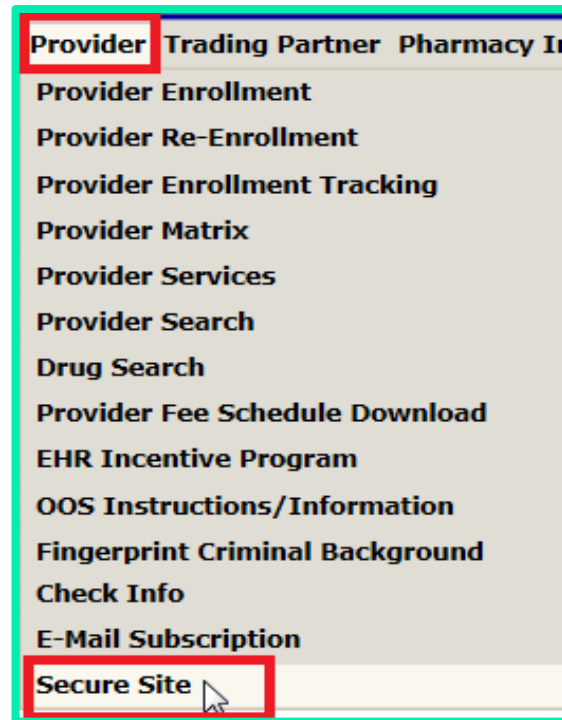 Provider Trading Partner Pharmacy
Provider Enrollment
Provider Re-Enrollment
Provider Enrollment Tracking
Provider Matrix
Provider Services
Provider Search
Drug Search
Provider Fee Schedule Download
EHR Incentive Program
OOS Instructions/Information
Fingerprint Criminal Background
Check Info
E-Mail Subscription
Secure Site